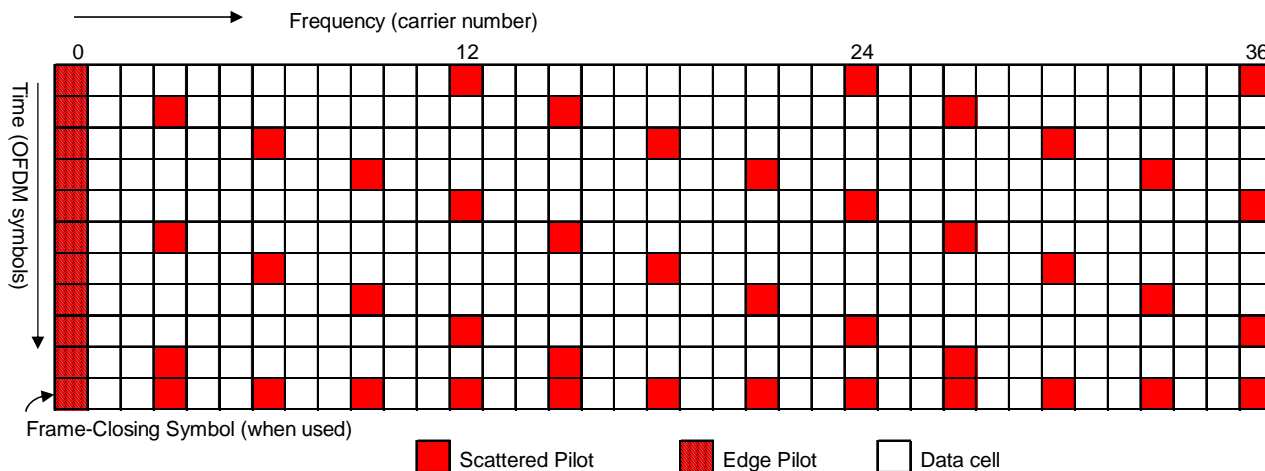 Frequency (carrier number)
0 12 24 36
Time (OFDM symbols)
Frame-Closing Symbol (when used)
Scattered Pilot Edge Pilot Data cell